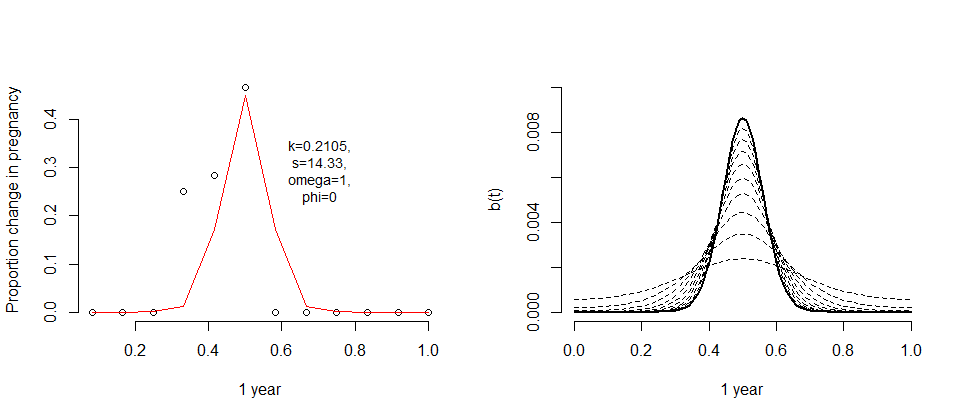 Proportion change in pregnancy
0.4
0.3
0.2
0.1
0.0
k=0.2105,
s=14.33,
omega=1,
phi=0
0.2 0.4 0.6 0.8 1.0
1 year
b(t)
0.008
0.004
0.000
0.0 0.2 0.4 0.6 0.8 1.0
1 year